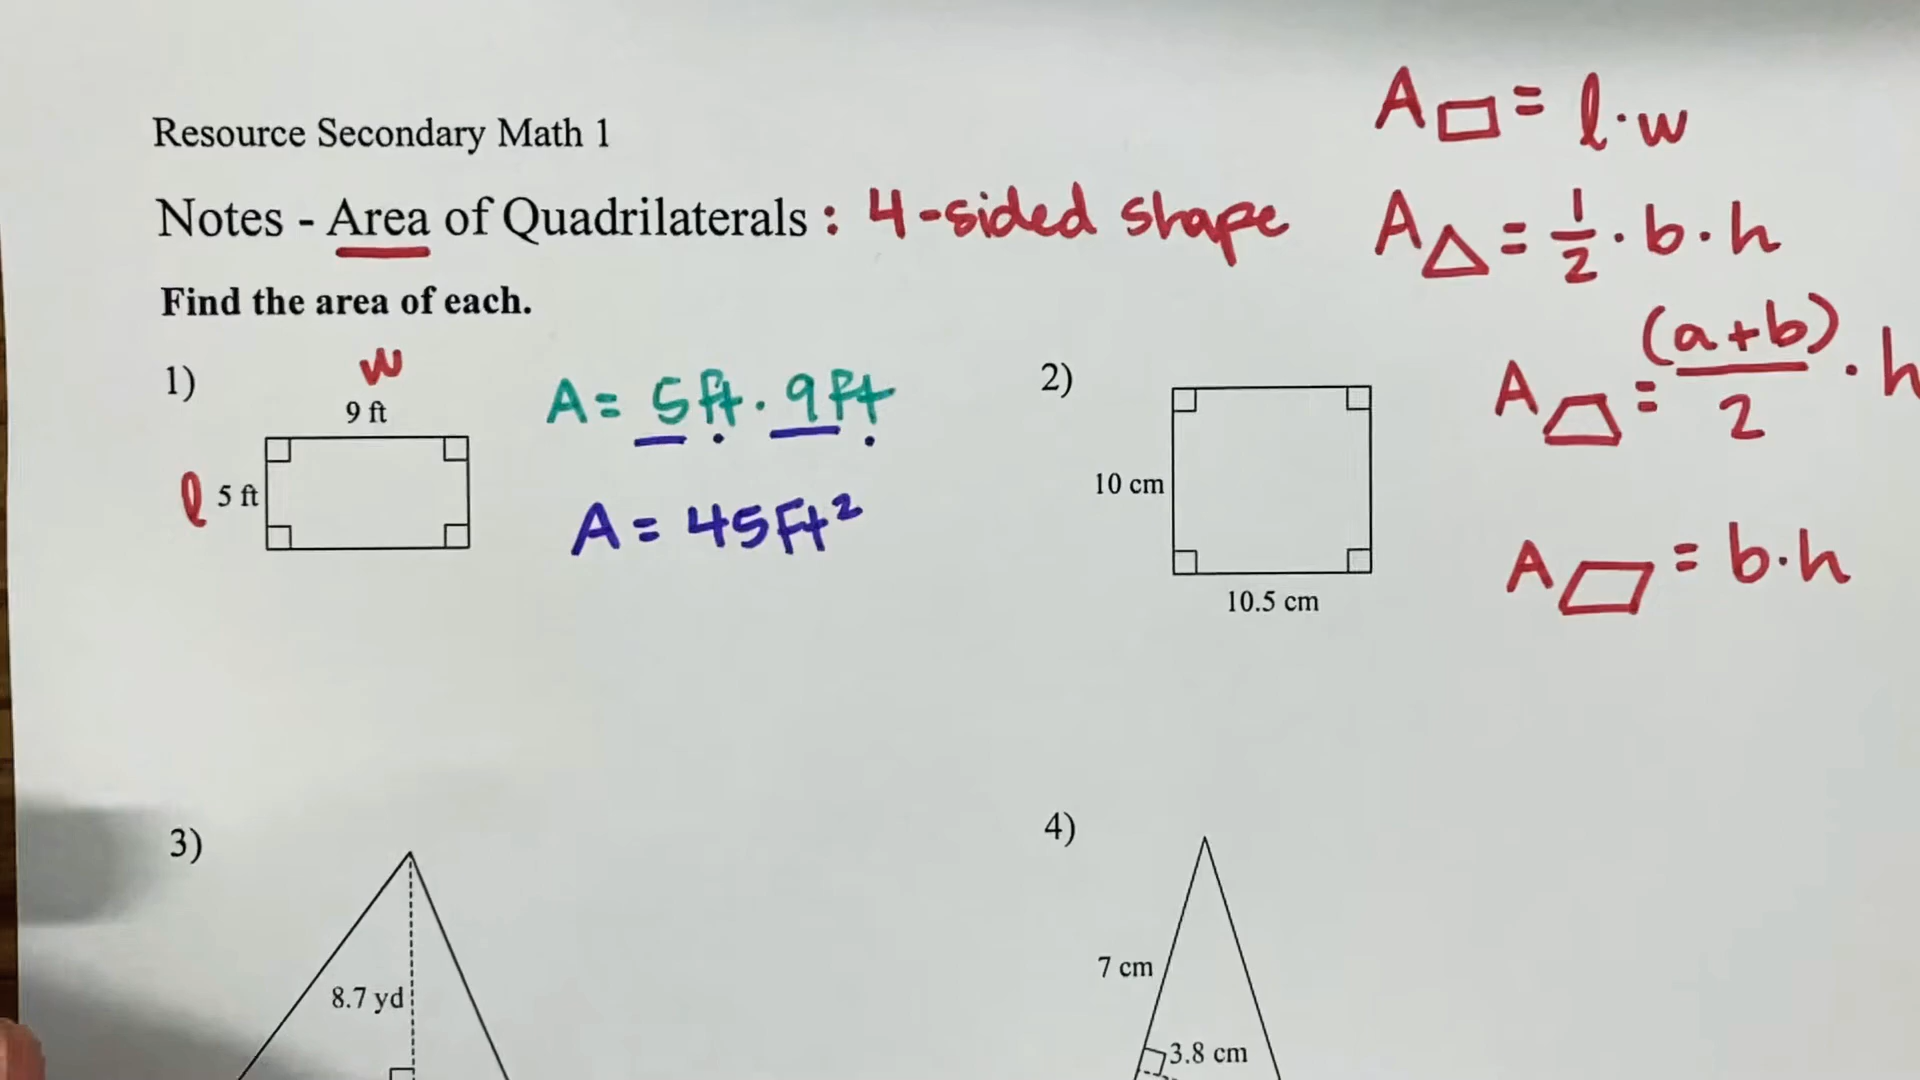 Resource Secondary Math 1
Notes - Area of Quadrilaterals : 4-sided shape
Find the area of each.
A▭ = l·w
A△ = 1/2 · b · h
A⏢ = (a+b)/2 · h
A▱ = b·h
1)
w
9 ft
l 5 ft
A = 5ft · 9ft
A = 45ft²
2)
10 cm
10.5 cm
3)
8.7 yd
4)
7 cm
3.8 cm